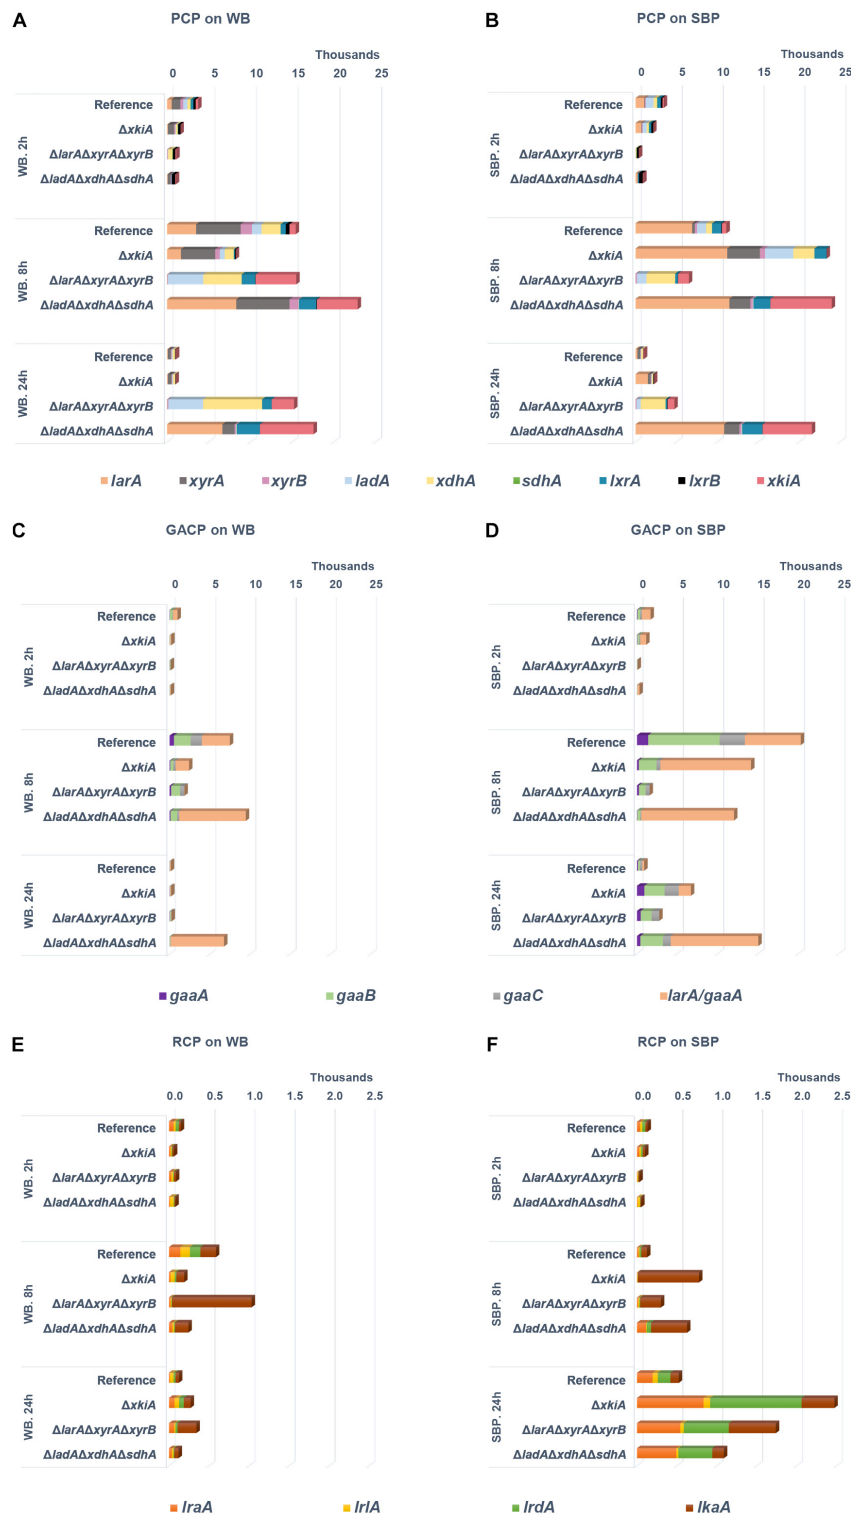 A
PCP on WB
Thousands
0 5 10 15 20 25
WB. 2h
Reference
ΔxkiA
ΔlarAΔxyrAΔxyrB
ΔladAΔxdhAΔsdhA
WB. 8h
Reference
ΔxkiA
ΔlarAΔxyrAΔxyrB
ΔladAΔxdhAΔsdhA
WB. 24h
Reference
ΔxkiA
ΔlarAΔxyrAΔxyrB
ΔladAΔxdhAΔsdhA
B
PCP on SBP
Thousands
0 5 10 15 20 25
SBP. 2h
Reference
ΔxkiA
ΔlarAΔxyrAΔxyrB
ΔladAΔxdhAΔsdhA
SBP. 8h
Reference
ΔxkiA
ΔlarAΔxyrAΔxyrB
ΔladAΔxdhAΔsdhA
SBP. 24h
Reference
ΔxkiA
ΔlarAΔxyrAΔxyrB
ΔladAΔxdhAΔsdhA
larA xyrA xyrB ladA xdhA sdhA lxrA lxrB xkiA
C
GACP on WB
Thousands
0 5 10 15 20 25
WB. 2h
Reference
ΔxkiA
ΔlarAΔxyrAΔxyrB
ΔladAΔxdhAΔsdhA
WB. 8h
Reference
ΔxkiA
ΔlarAΔxyrAΔxyrB
ΔladAΔxdhAΔsdhA
WB. 24h
Reference
ΔxkiA
ΔlarAΔxyrAΔxyrB
ΔladAΔxdhAΔsdhA
D
GACP on SBP
Thousands
0 5 10 15 20 25
SBP. 2h
Reference
ΔxkiA
ΔlarAΔxyrAΔxyrB
ΔladAΔxdhAΔsdhA
SBP. 8h
Reference
ΔxkiA
ΔlarAΔxyrAΔxyrB
ΔladAΔxdhAΔsdhA
SBP. 24h
Reference
ΔxkiA
ΔlarAΔxyrAΔxyrB
ΔladAΔxdhAΔsdhA
gaaA gaaB gaaC larA/gaaA
E
RCP on WB
Thousands
0.0 0.5 1.0 1.5 2.0 2.5
WB. 2h
Reference
ΔxkiA
ΔlarAΔxyrAΔxyrB
ΔladAΔxdhAΔsdhA
WB. 8h
Reference
ΔxkiA
ΔlarAΔxyrAΔxyrB
ΔladAΔxdhAΔsdhA
WB. 24h
Reference
ΔxkiA
ΔlarAΔxyrAΔxyrB
ΔladAΔxdhAΔsdhA
F
RCP on SBP
Thousands
0.0 0.5 1.0 1.5 2.0 2.5
SBP. 2h
Reference
ΔxkiA
ΔlarAΔxyrAΔxyrB
ΔladAΔxdhAΔsdhA
SBP. 8h
Reference
ΔxkiA
ΔlarAΔxyrAΔxyrB
ΔladAΔxdhAΔsdhA
SBP. 24h
Reference
ΔxkiA
ΔlarAΔxyrAΔxyrB
ΔladAΔxdhAΔsdhA
lraA lrlA lrdA lkaA